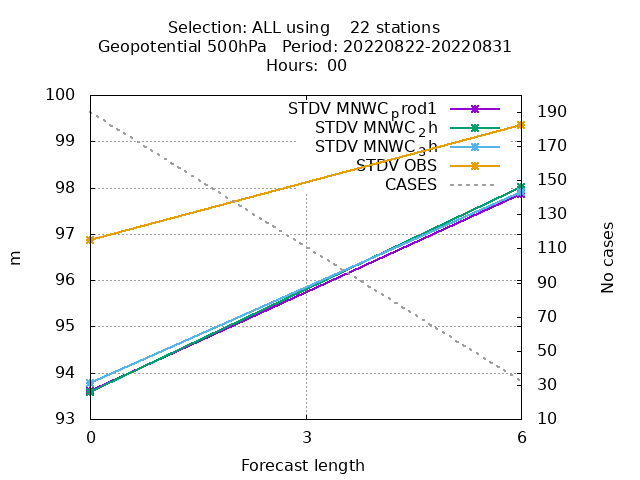 Selection: ALL using    22 stations
Geopotential 500hPa   Period: 20220822-20220831
Hours: 00
STDV MNWC_prod1
STDV MNWC_2h
STDV MNWC_3h
STDV OBS
CASES
100
99
98
97
96
95
94
93
m
190
170
150
130
110
90
70
50
30
10
No cases
0 3 6
Forecast length